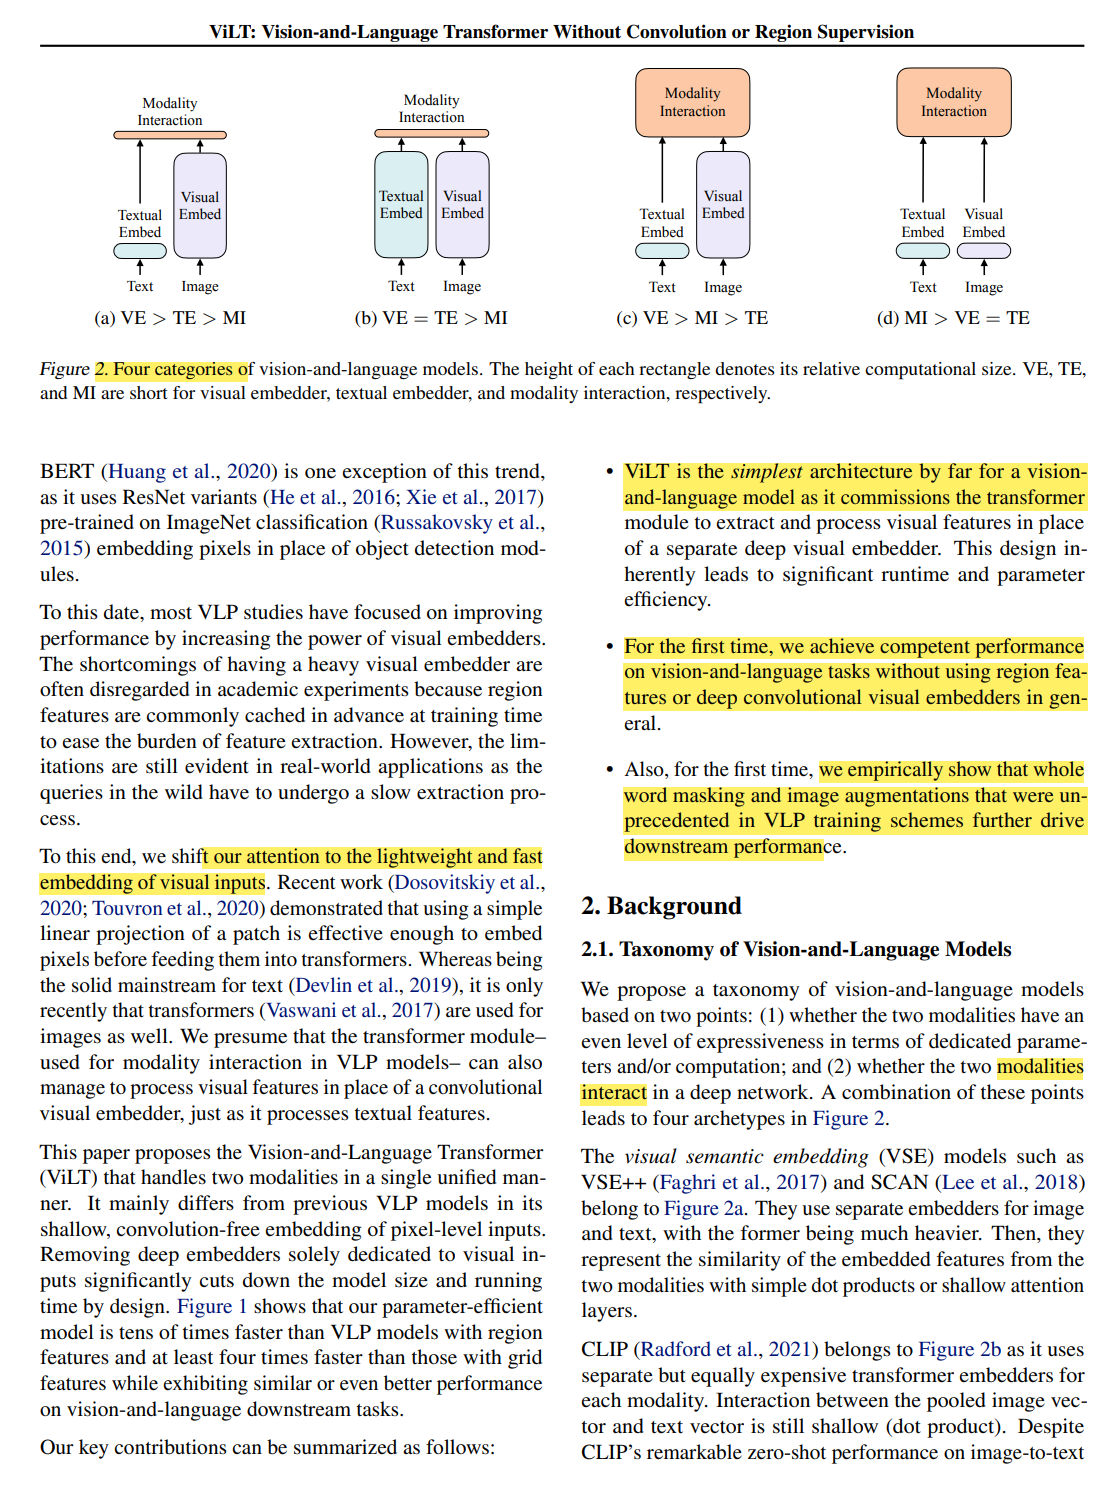 ViLT: Vision-and-Language Transformer Without Convolution or Region Supervision
Modality
Interaction
Textual
Embed
Visual
Embed
Text
Image
(a) VE > TE > MI
Modality
Interaction
Textual
Embed
Visual
Embed
Text
Image
(b) VE = TE > MI
Modality
Interaction
Textual
Embed
Visual
Embed
Text
Image
(c) VE > MI > TE
Modality
Interaction
Textual
Embed
Visual
Embed
Text
Image
(d) MI > VE = TE
Figure 2. Four categories of vision-and-language models. The height of each rectangle denotes its relative computational size. VE, TE,
and MI are short for visual embedder, textual embedder, and modality interaction, respectively.
BERT (Huang et al., 2020) is one exception of this trend,
as it uses ResNet variants (He et al., 2016; Xie et al., 2017)
pre-trained on ImageNet classification (Russakovsky et al.,
2015) embedding pixels in place of object detection mod-
ules.
To this date, most VLP studies have focused on improving
performance by increasing the power of visual embedders.
The shortcomings of having a heavy visual embedder are
often disregarded in academic experiments because region
features are commonly cached in advance at training time
to ease the burden of feature extraction. However, the lim-
itations are still evident in real-world applications as the
queries in the wild have to undergo a slow extraction pro-
cess.
To this end, we shift our attention to the lightweight and fast
embedding of visual inputs. Recent work (Dosovitskiy et al.,
2020; Touvron et al., 2020) demonstrated that using a simple
linear projection of a patch is effective enough to embed
pixels before feeding them into transformers. Whereas being
the solid mainstream for text (Devlin et al., 2019), it is only
recently that transformers (Vaswani et al., 2017) are used for
images as well. We presume that the transformer module–
used for modality interaction in VLP models– can also
manage to process visual features in place of a convolutional
visual embedder, just as it processes textual features.
This paper proposes the Vision-and-Language Transformer
(ViLT) that handles two modalities in a single unified man-
ner. It mainly differs from previous VLP models in its
shallow, convolution-free embedding of pixel-level inputs.
Removing deep embedders solely dedicated to visual in-
puts significantly cuts down the model size and running
time by design. Figure 1 shows that our parameter-efficient
model is tens of times faster than VLP models with region
features and at least four times faster than those with grid
features while exhibiting similar or even better performance
on vision-and-language downstream tasks.
Our key contributions can be summarized as follows:
• ViLT is the simplest architecture by far for a vision-
and-language model as it commissions the transformer
module to extract and process visual features in place
of a separate deep visual embedder. This design in-
herently leads to significant runtime and parameter
efficiency.
• For the first time, we achieve competent performance
on vision-and-language tasks without using region fea-
tures or deep convolutional visual embedders in gen-
eral.
• Also, for the first time, we empirically show that whole
word masking and image augmentations that were un-
precedented in VLP training schemes further drive
downstream performance.
2. Background
2.1. Taxonomy of Vision-and-Language Models
We propose a taxonomy of vision-and-language models
based on two points: (1) whether the two modalities have an
even level of expressiveness in terms of dedicated parame-
ters and/or computation; and (2) whether the two modalities
interact in a deep network. A combination of these points
leads to four archetypes in Figure 2.
The visual semantic embedding (VSE) models such as
VSE++ (Faghri et al., 2017) and SCAN (Lee et al., 2018)
belong to Figure 2a. They use separate embedders for image
and text, with the former being much heavier. Then, they
represent the similarity of the embedded features from the
two modalities with simple dot products or shallow attention
layers.
CLIP (Radford et al., 2021) belongs to Figure 2b as it uses
separate but equally expensive transformer embedders for
each modality. Interaction between the pooled image vec-
tor and text vector is still shallow (dot product). Despite
CLIP's remarkable zero-shot performance on image-to-text